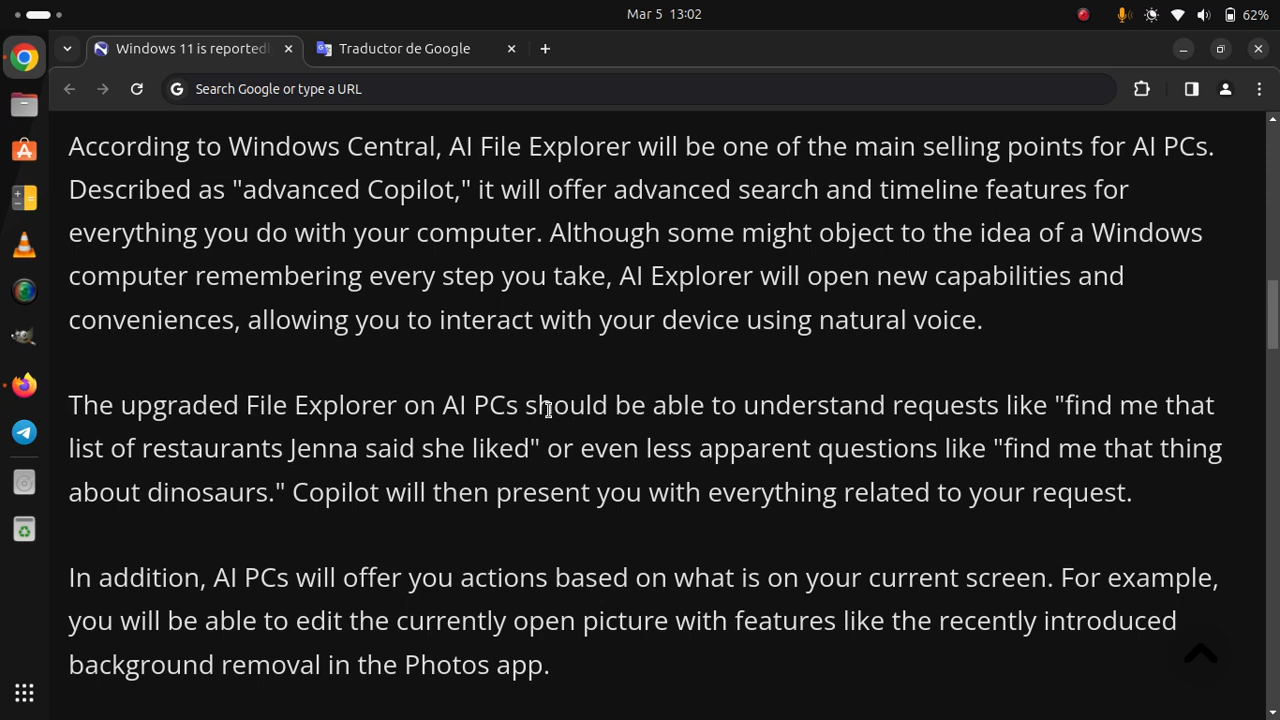 Mar 5 13:02
62%
Windows 11 is reportedl
Traductor de Google
Search Google or type a URL
According to Windows Central, AI File Explorer will be one of the main selling points for AI PCs.
Described as "advanced Copilot," it will offer advanced search and timeline features for
everything you do with your computer. Although some might object to the idea of a Windows
computer remembering every step you take, AI Explorer will open new capabilities and
conveniences, allowing you to interact with your device using natural voice.
The upgraded File Explorer on AI PCs should be able to understand requests like "find me that
list of restaurants Jenna said she liked" or even less apparent questions like "find me that thing
about dinosaurs." Copilot will then present you with everything related to your request.
In addition, AI PCs will offer you actions based on what is on your current screen. For example,
you will be able to edit the currently open picture with features like the recently introduced
background removal in the Photos app.